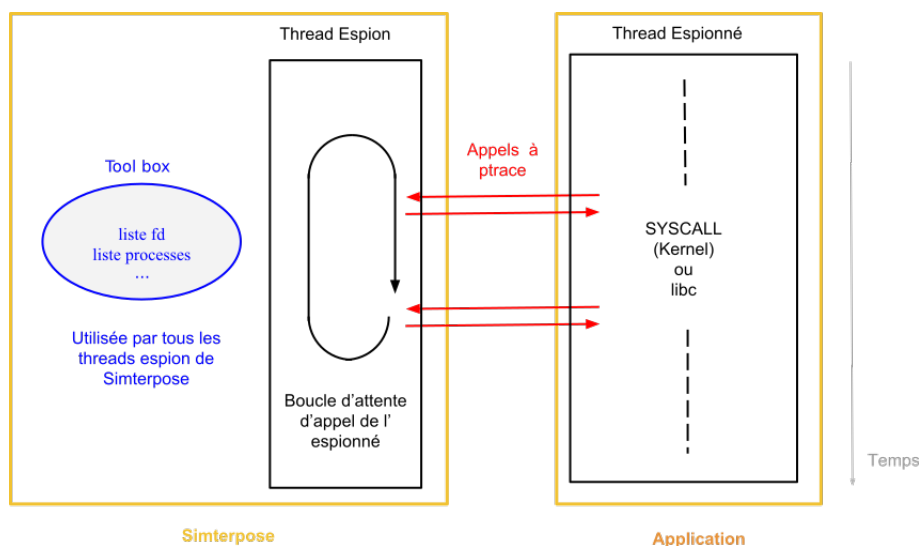 Thread Espion
Thread Espionné
Appels à
ptrace
Tool box
liste fd
liste processes
…
SYSCALL
(Kernel)
ou
libc
Utilisée par tous les
threads espion de
Simterpose
Boucle d’attente
d’appel de l’
espionné
Temps
Simterpose
Application